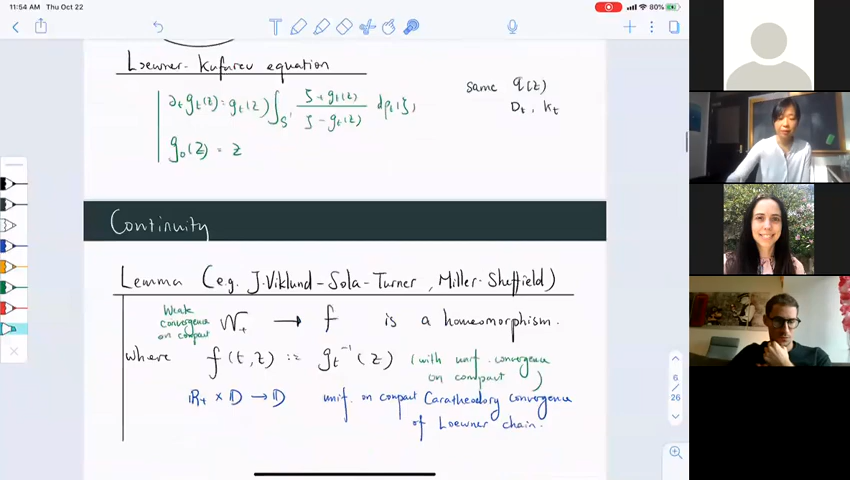 11:54 AM Thu Oct 22
80%
Loewner-Kufarev equation
∂t gt(z) = gt(z) ∫S¹ ζ+gt(z) / ζ-gt(z) dρt(ζ)
g0(z) = z
same
Dt, Kt
Continuity
Lemma (e.g. J.Viklund-Sola-Turner, Miller-Sheffield)
Weak
convergence
on compact
N+ → f is a homeomorphism.
where f(t,z) := gt⁻¹(z) (with unif. convergence
on compact)
R+ × D → D unif. on compact Caratheodory convergence
of Loewner chain.
6
/
26